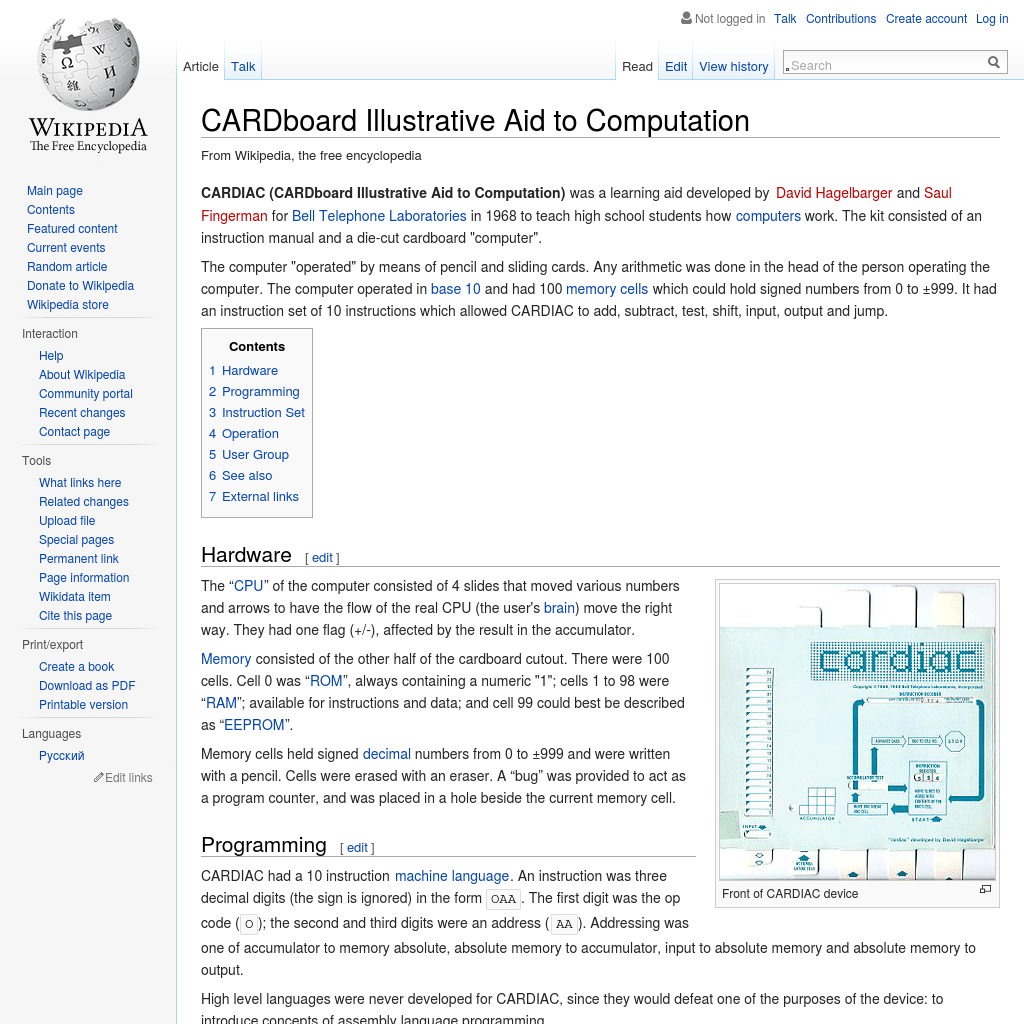 Not logged in Talk Contributions Create account Log in
Article Talk Read Edit View history Search
WIKIPEDIA
The Free Encyclopedia
Main page
Contents
Featured content
Current events
Random article
Donate to Wikipedia
Wikipedia store
Interaction
Help
About Wikipedia
Community portal
Recent changes
Contact page
Tools
What links here
Related changes
Upload file
Special pages
Permanent link
Page information
Wikidata item
Cite this page
Print/export
Create a book
Download as PDF
Printable version
Languages
Русский
Edit links
CARDboard Illustrative Aid to Computation
From Wikipedia, the free encyclopedia
CARDIAC (CARDboard Illustrative Aid to Computation) was a learning aid developed by David Hagelbarger and Saul
Fingerman for Bell Telephone Laboratories in 1968 to teach high school students how computers work. The kit consisted of an
instruction manual and a die-cut cardboard "computer".
The computer "operated" by means of pencil and sliding cards. Any arithmetic was done in the head of the person operating the
computer. The computer operated in base 10 and had 100 memory cells which could hold signed numbers from 0 to ±999. It had
an instruction set of 10 instructions which allowed CARDIAC to add, subtract, test, shift, input, output and jump.
Contents
1 Hardware
2 Programming
3 Instruction Set
4 Operation
5 User Group
6 See also
7 External links
Hardware [ edit ]
The “CPU” of the computer consisted of 4 slides that moved various numbers
and arrows to have the flow of the real CPU (the user's brain) move the right
way. They had one flag (+/-), affected by the result in the accumulator.
Memory consisted of the other half of the cardboard cutout. There were 100
cells. Cell 0 was “ROM”, always containing a numeric "1"; cells 1 to 98 were
“RAM”; available for instructions and data; and cell 99 could best be described
as “EEPROM”.
Memory cells held signed decimal numbers from 0 to ±999 and were written
with a pencil. Cells were erased with an eraser. A “bug” was provided to act as
a program counter, and was placed in a hole beside the current memory cell.
cardiac
Copyright © 1968, 1969 Bell Telephone Laboratories, Incorporated
INSTRUCTION DECODER
STOP
ACCUMULATOR TEST
INSTRUCTION
REGISTER
ACCUMULATOR
INPUT
START
"cardiac" developed by David Hagelbarger
Front of CARDIAC device
Programming [ edit ]
CARDIAC had a 10 instruction machine language. An instruction was three
decimal digits (the sign is ignored) in the form OAA. The first digit was the op
code (O); the second and third digits were an address (AA). Addressing was
one of accumulator to memory absolute, absolute memory to accumulator, input to absolute memory and absolute memory to
output.
High level languages were never developed for CARDIAC, since they would defeat one of the purposes of the device: to
introduce concepts of assembly language programming.